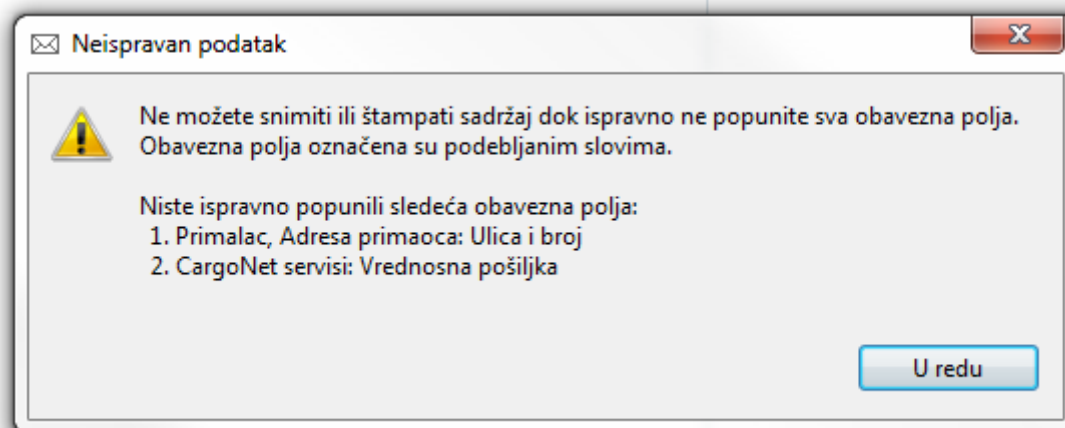 Neispravan podatak
Ne možete snimiti ili štampati sadržaj dok ispravno ne popunite sva obavezna polja.
Obavezna polja označena su podebljanim slovima.
Niste ispravno popunili sledeća obavezna polja:
1. Primalac, Adresa primaoca: Ulica i broj
2. CargoNet servisi: Vrednosna pošiljka
U redu